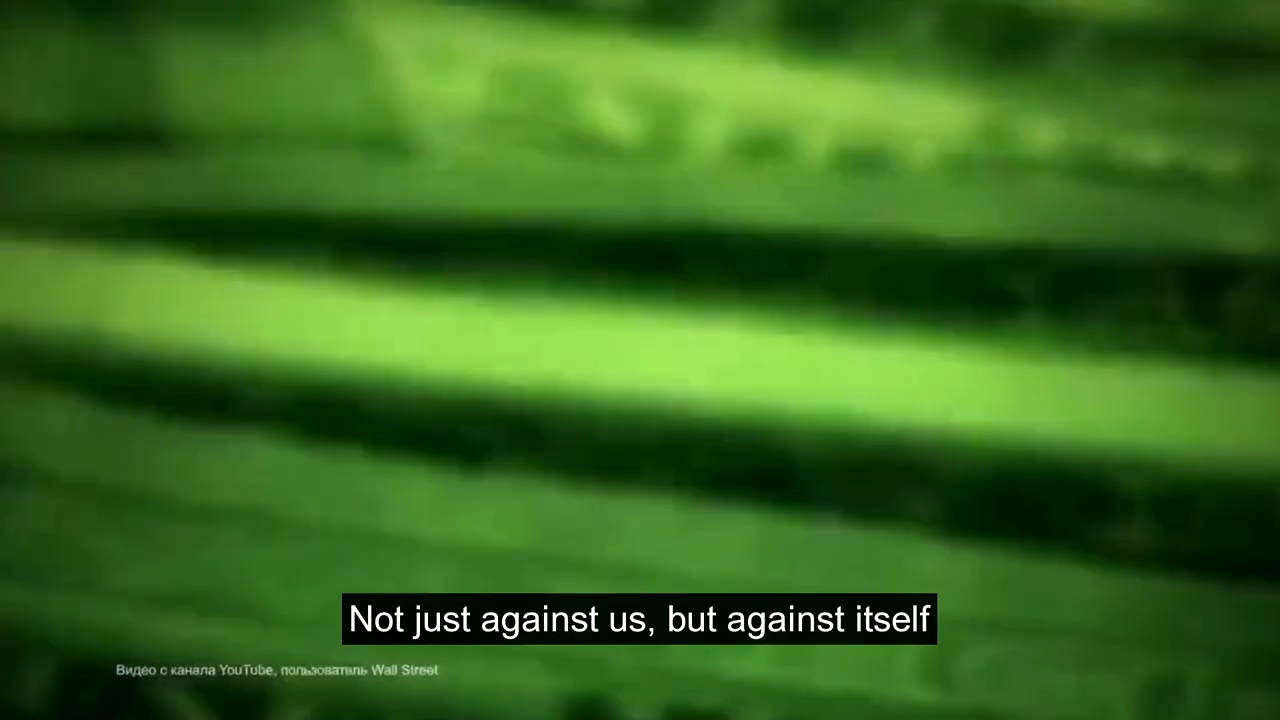 Not just against us, but against itself
Видео с канала YouTube, пользователь Wall Street